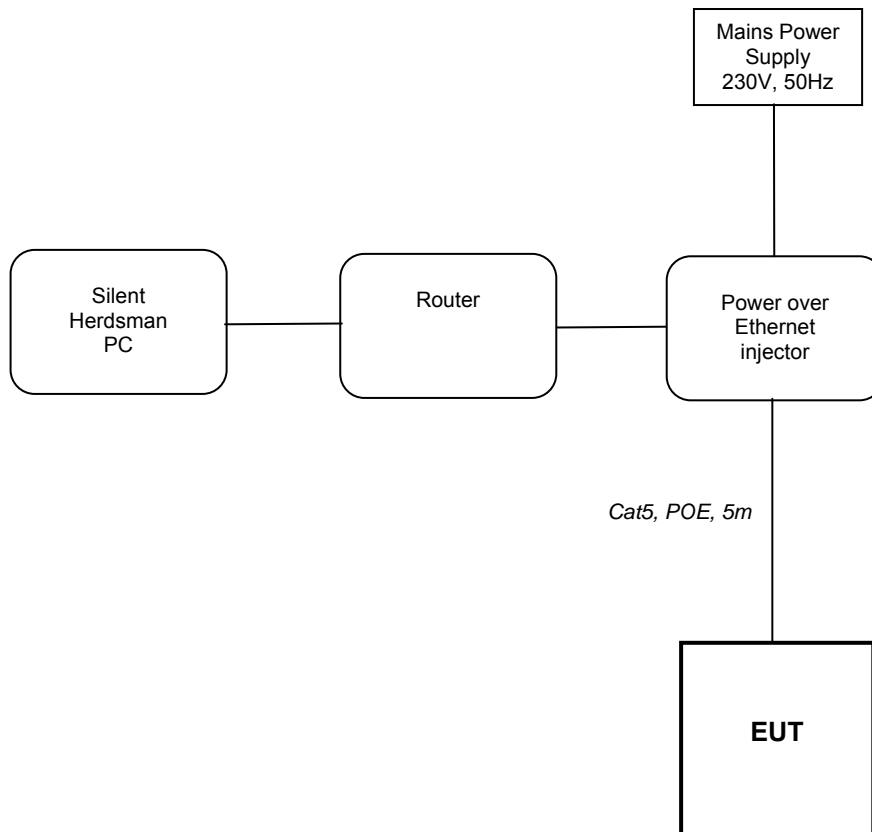 Mains Power
Supply
230V, 50Hz
Silent
Herdsman
PC
Router
Power over
Ethernet
injector
Cat5, POE, 5m
EUT